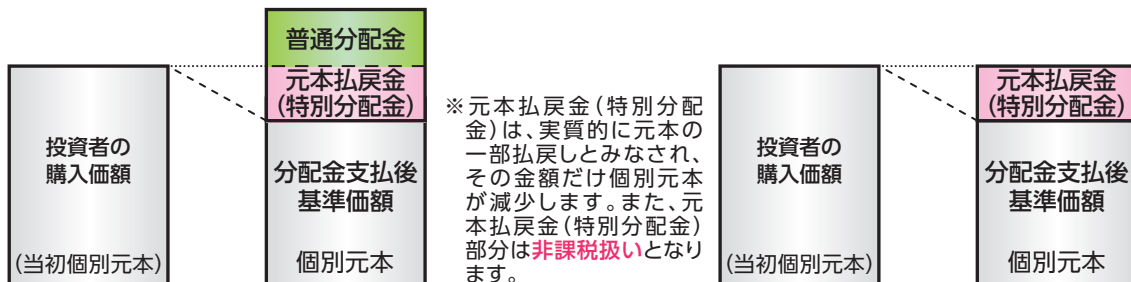 普通分配金
元本払戻金
(特別分配金)
投資者の
購入価額
(当初個別元本)
分配金支払後
基準価額
個別元本
※元本払戻金(特別分配
金)は、実質的に元本の
一部払戻しとみなされ、
その金額だけ個別元本
が減少します。また、元
本払戻金(特別分配金)
部分は非課税扱いとなり
ます。
投資者の
購入価額
(当初個別元本)
元本払戻金
(特別分配金)
分配金支払後
基準価額
個別元本